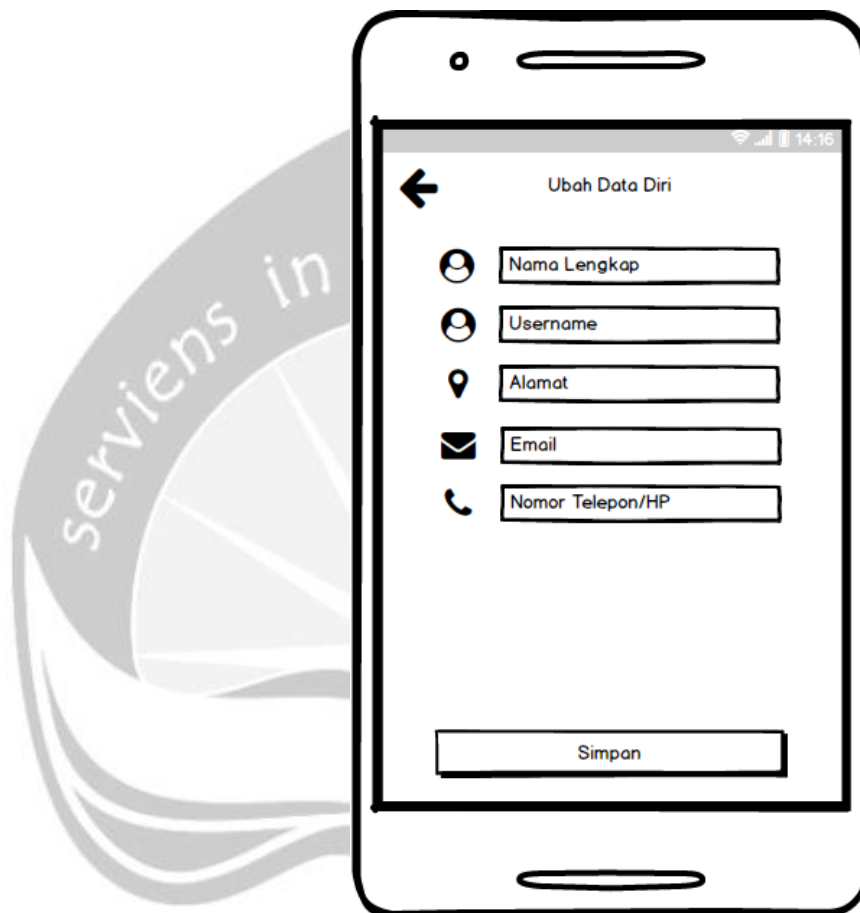 serviens in
14:16
Ubah Data Diri
Nama Lengkap
Username
Alamat
Email
Nomor Telepon/HP
Simpan